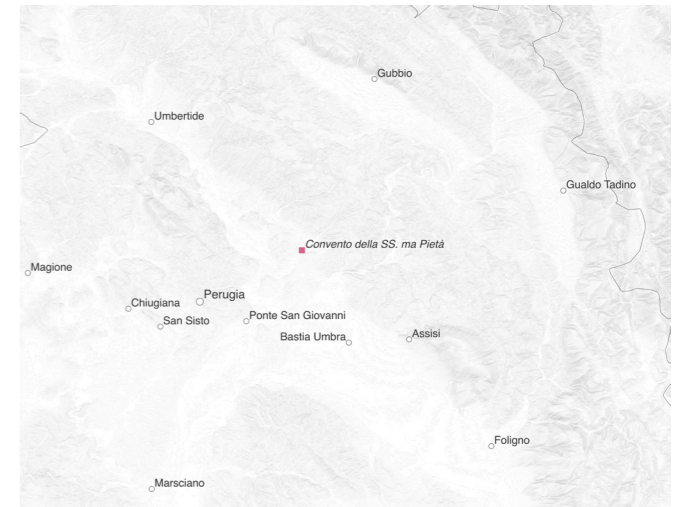 Gubbio
Umbertide
Gualdo Tadino
Convento della SS. ma Pietà
Magione
Perugia
Chiugiana
Ponte San Giovanni
San Sisto
Bastia Umbra
Assisi
Foligno
Marsciano